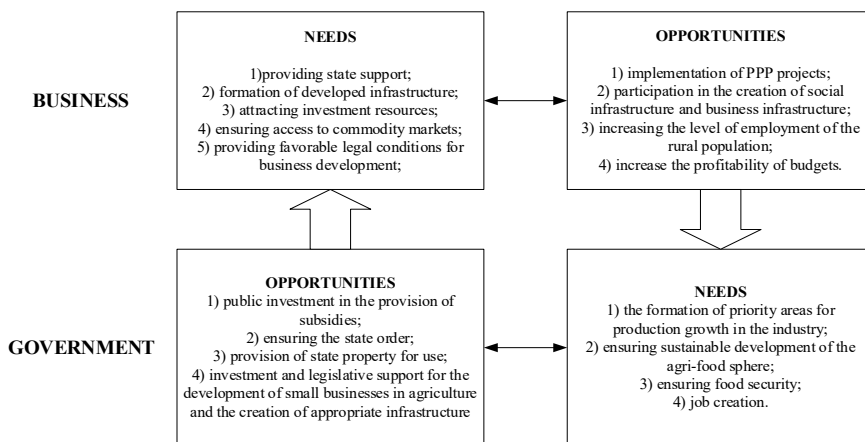 NEEDS
1)providing state support;
2) formation of developed infrastructure;
3) attracting investment resources;
4) ensuring access to commodity markets;
5) providing favorable legal conditions for
business development;
OPPORTUNITIES
1) implementation of PPP projects;
2) participation in the creation of social
infrastructure and business infrastructure;
3) increasing the level of employment of the
rural population;
4) increase the profitability of budgets.
BUSINESS
OPPORTUNITIES
1) public investment in the provision of
subsidies;
2) ensuring the state order;
3) provision of state property for use;
4) investment and legislative support for the
development of small businesses in agriculture
and the creation of appropriate infrastructure
NEEDS
1) the formation of priority areas for
production growth in the industry;
2) ensuring sustainable development of the
agri-food sphere;
3) ensuring food security;
4) job creation.
GOVERNMENT